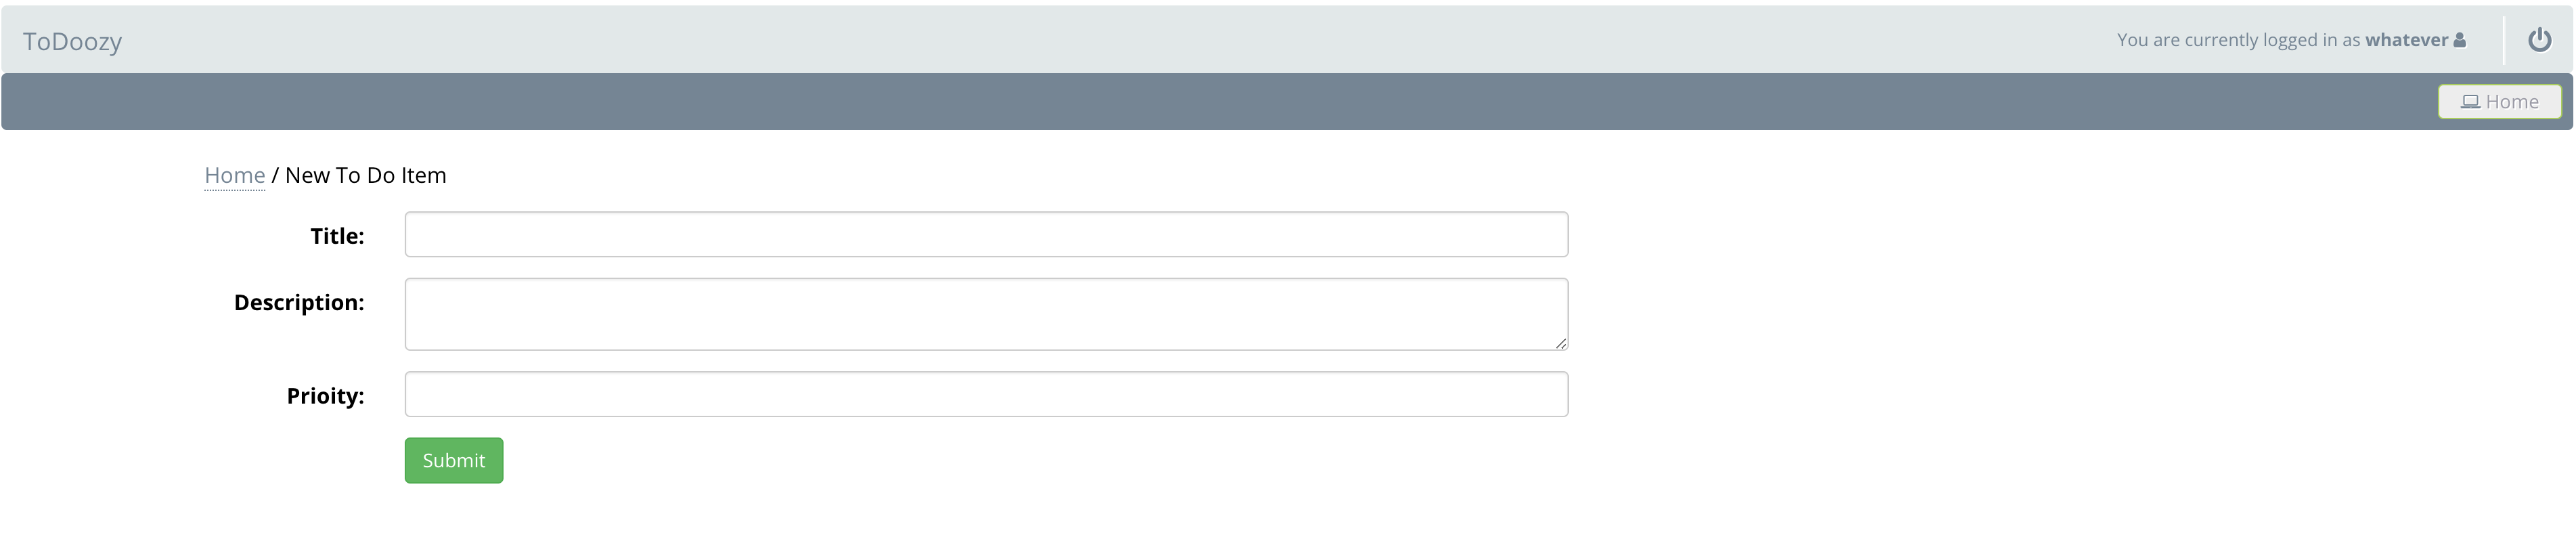 ToDoozy
You are currently logged in as whatever
Home
Home / New To Do Item
Title:
Description:
Prioity:
Submit